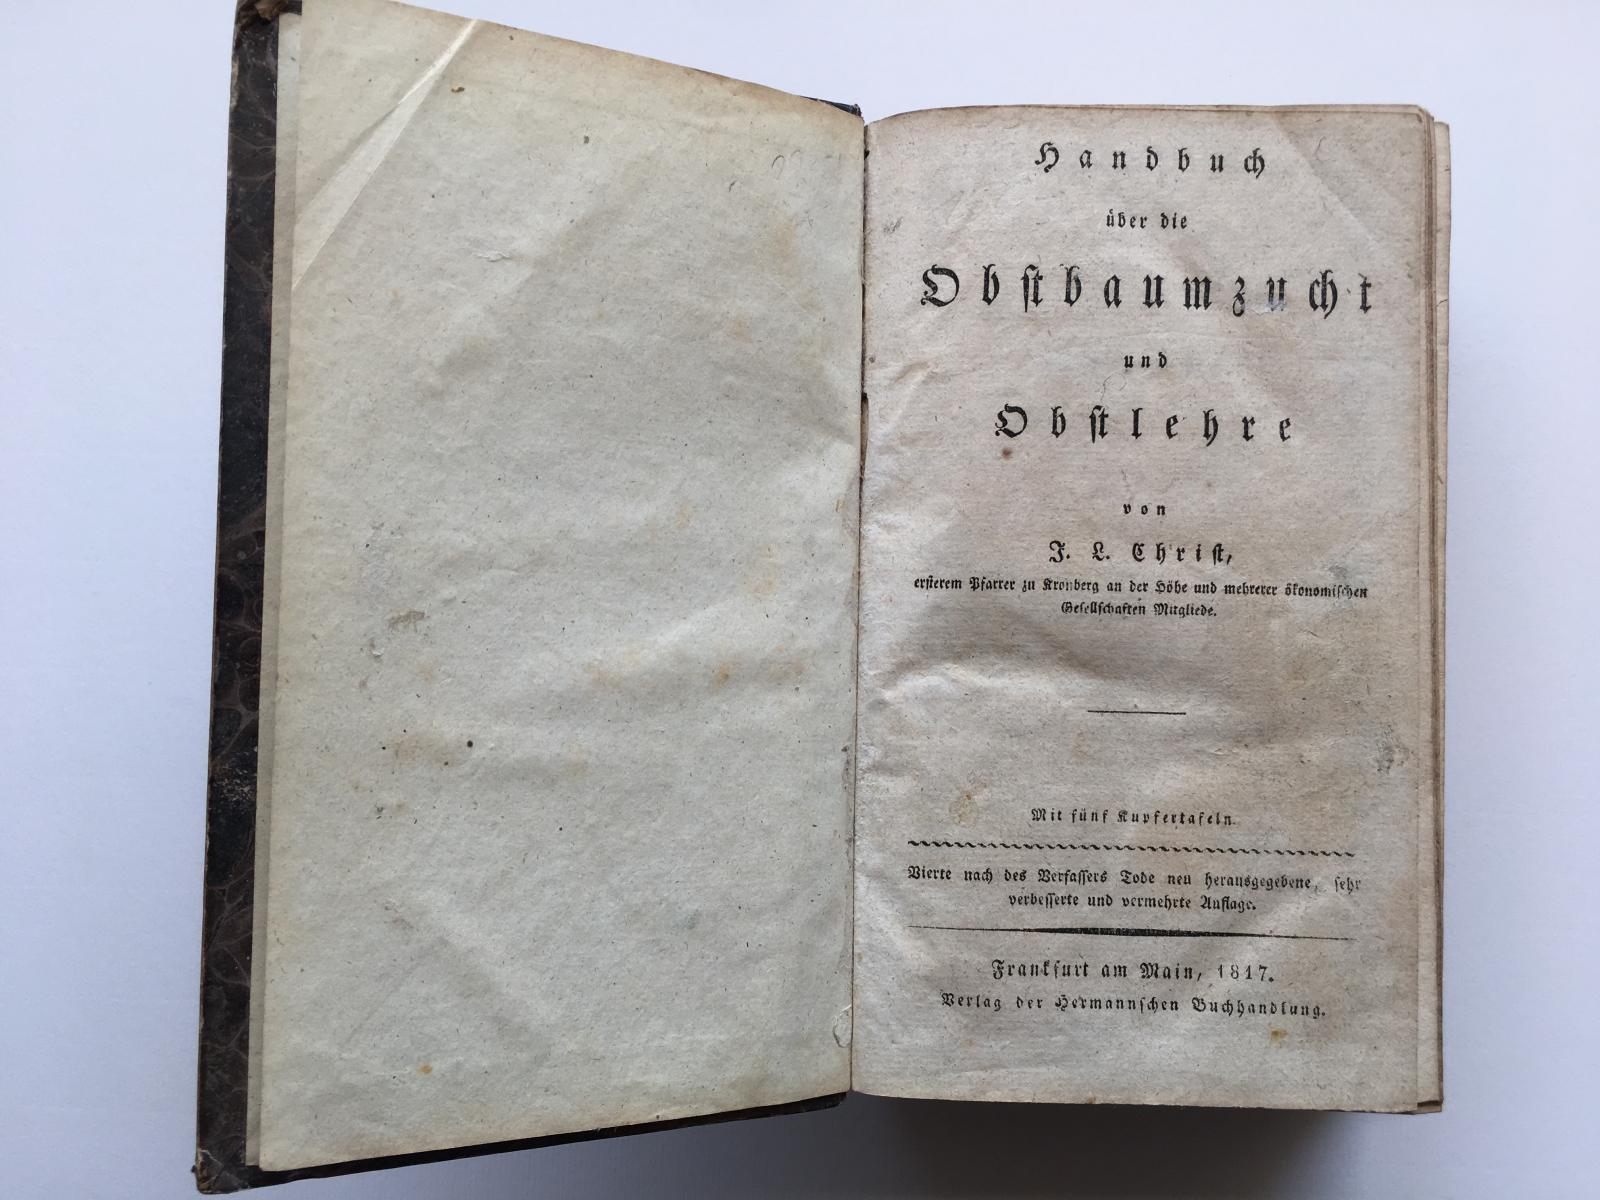 Handbuch
über die
Obstbaumzucht
und
Obstlehre
von
J. L. Christ,
ersterem Pfarrer zu Kronberg an der Höhe und mehrerer ökonomischen
Gesellschaften Mitgliede.
Mit fünf Kupfertafeln.
Vierte nach des Verfassers Tode neu herausgegebene, sehr
verbesserte und vermehrte Auflage.
Frankfurt am Main, 1817.
Verlag der Hermannschen Buchhandlung.